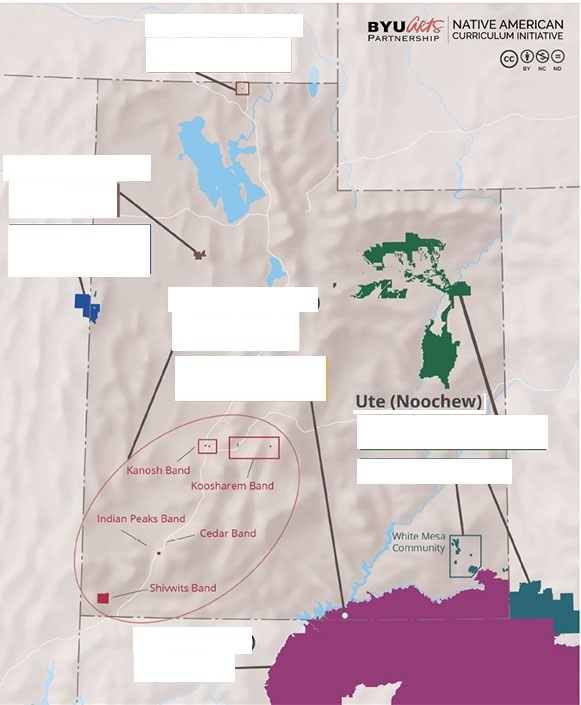 BYU Arts
PARTNERSHIP
NATIVE AMERICAN
CURRICULUM INITIATIVE
cc
BY NC ND
Ute (Noochew)
Kanosh Band
Koosharem Band
Indian Peaks Band
Cedar Band
Shivwits Band
White Mesa
Community